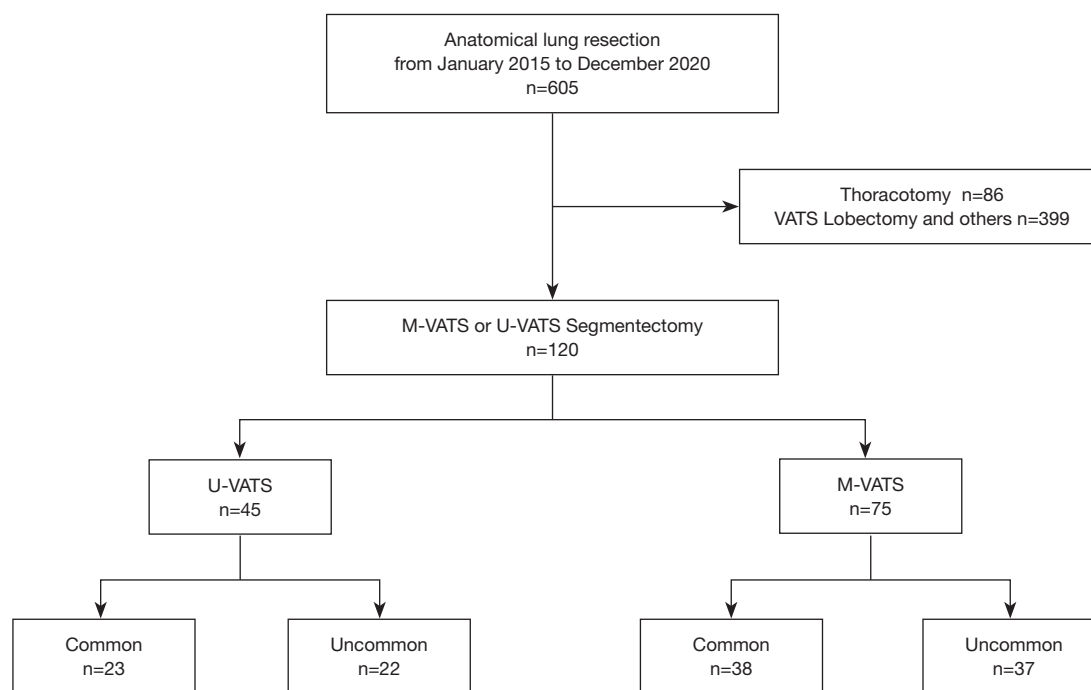 Anatomical lung resection
from January 2015 to December 2020
n=605
Thoracotomy  n=86
VATS Lobectomy and others n=399
M-VATS or U-VATS Segmentectomy
n=120
U-VATS
n=45
M-VATS
n=75
Common
n=23
Uncommon
n=22
Common
n=38
Uncommon
n=37